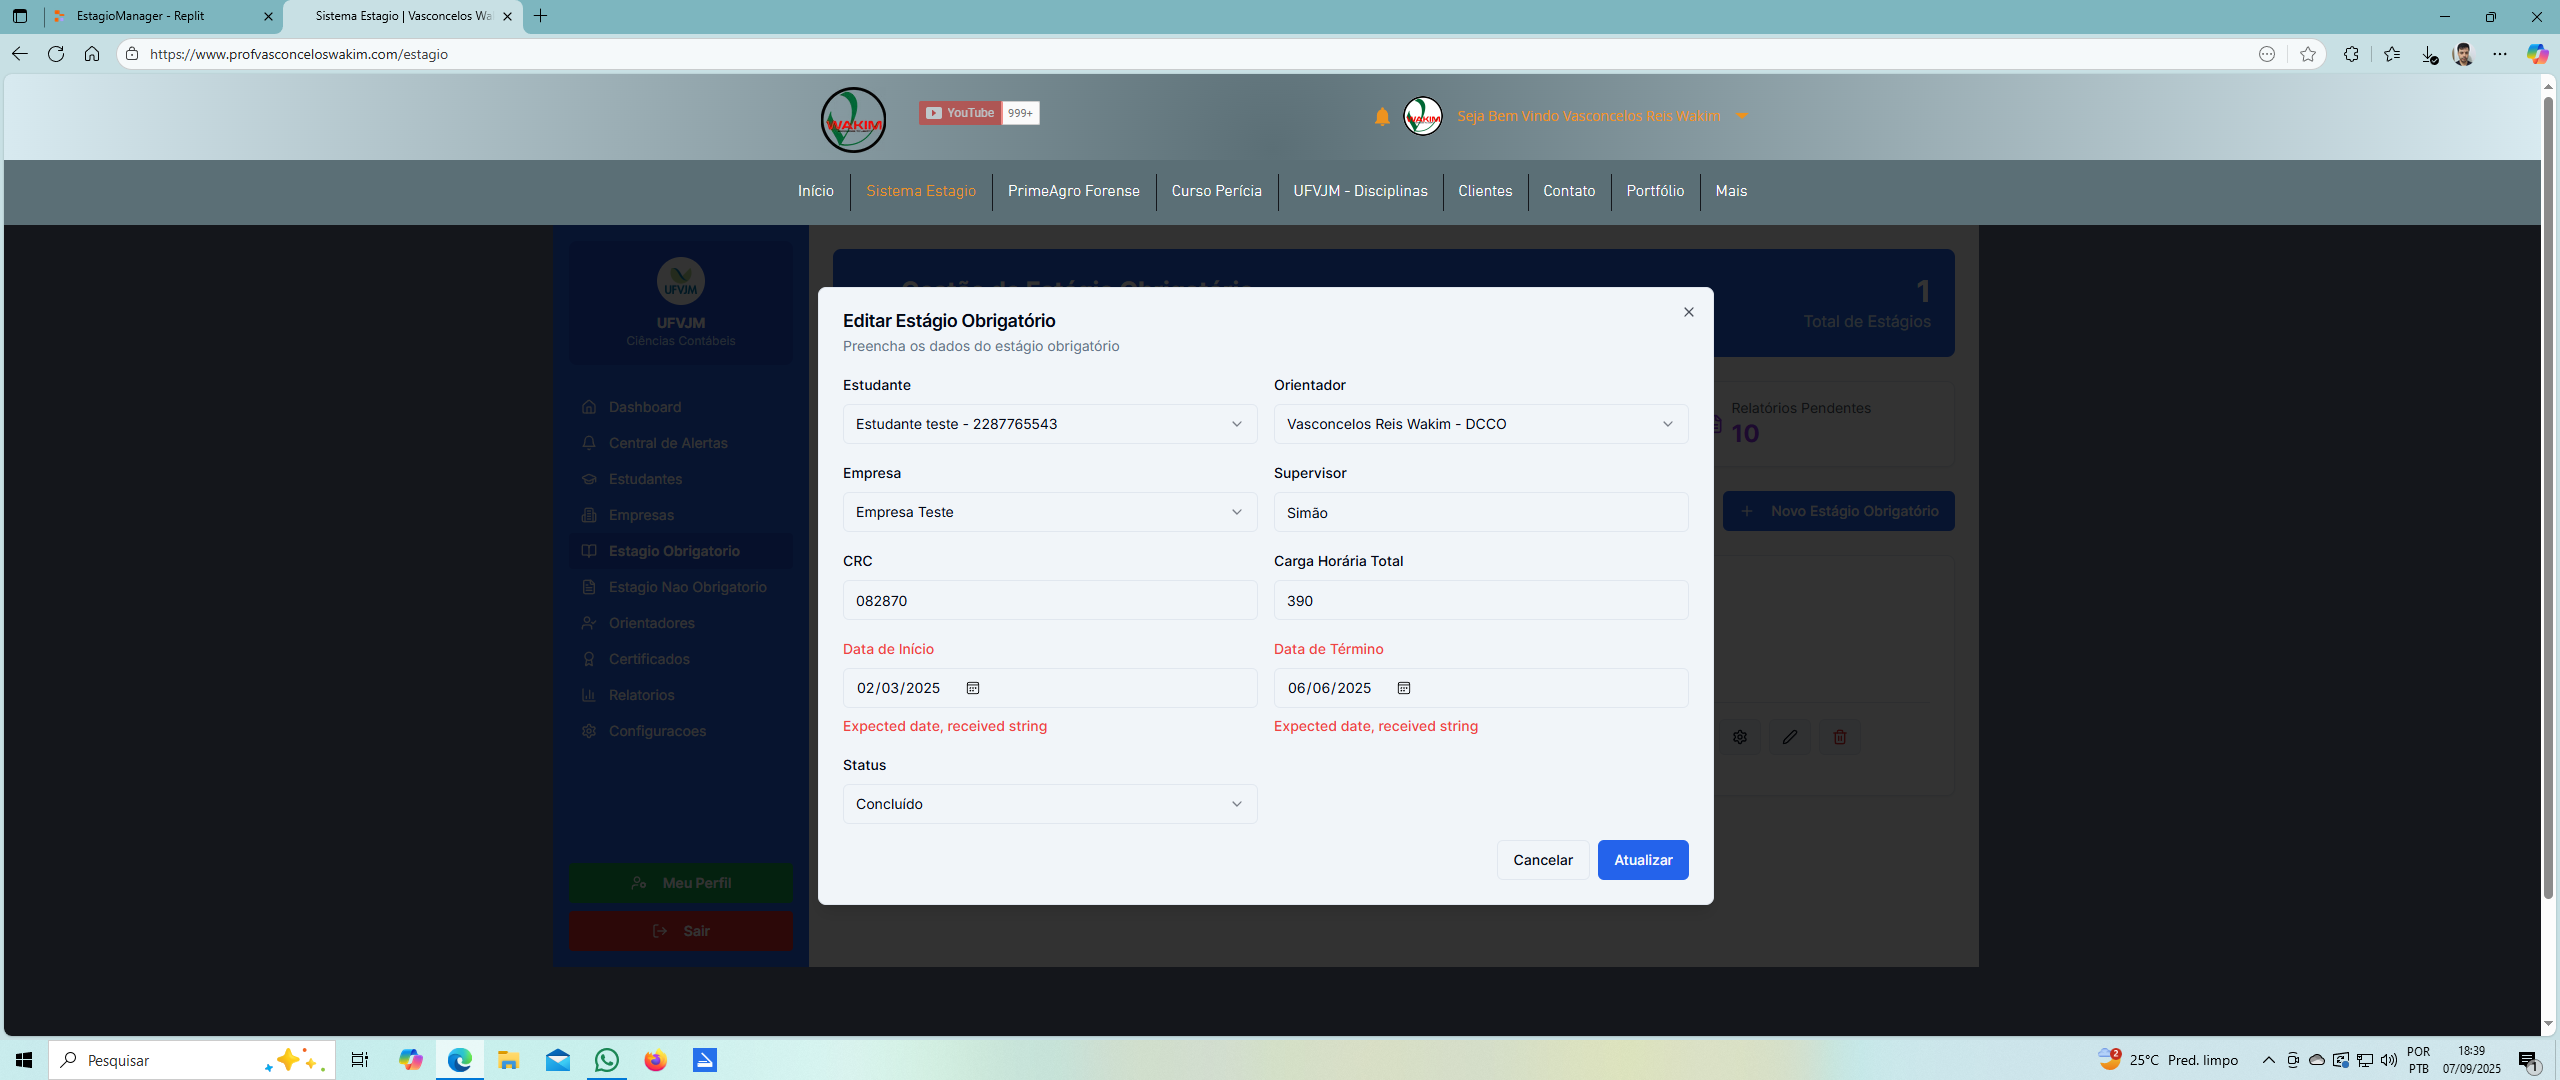 EstagioManager - Replit
Sistema Estagio | Vasconcelos Wa
https://www.profvasconceloswakim.com/estagio
WAKIM
YouTube 999+
WAKIM
Seja Bem Vindo Vasconcelos Reis Wakim
Início
Sistema Estagio
PrimeAgro Forense
Curso Perícia
UFVJM - Disciplinas
Clientes
Contato
Portfólio
Mais
UFVJM
UFVJM
Ciências Contábeis
Dashboard
Central de Alertas
Estudantes
Empresas
Estagio Obrigatorio
Estagio Nao Obrigatorio
Orientadores
Certificados
Relatorios
Configuracoes
Meu Perfil
Sair
Gestão de Estágio Obrigatório
1
Total de Estágios
Relatórios Pendentes
10
Novo Estágio Obrigatório
Editar Estágio Obrigatório
Preencha os dados do estágio obrigatório
Estudante
Estudante teste - 2287765543
Orientador
Vasconcelos Reis Wakim - DCCO
Empresa
Empresa Teste
Supervisor
Simão
CRC
082870
Carga Horária Total
390
Data de Início
02/03/2025
Expected date, received string
Data de Término
06/06/2025
Expected date, received string
Status
Concluído
Cancelar
Atualizar
Pesquisar
2
25°C Pred. limpo
POR
PTB
18:39
07/09/2025
1